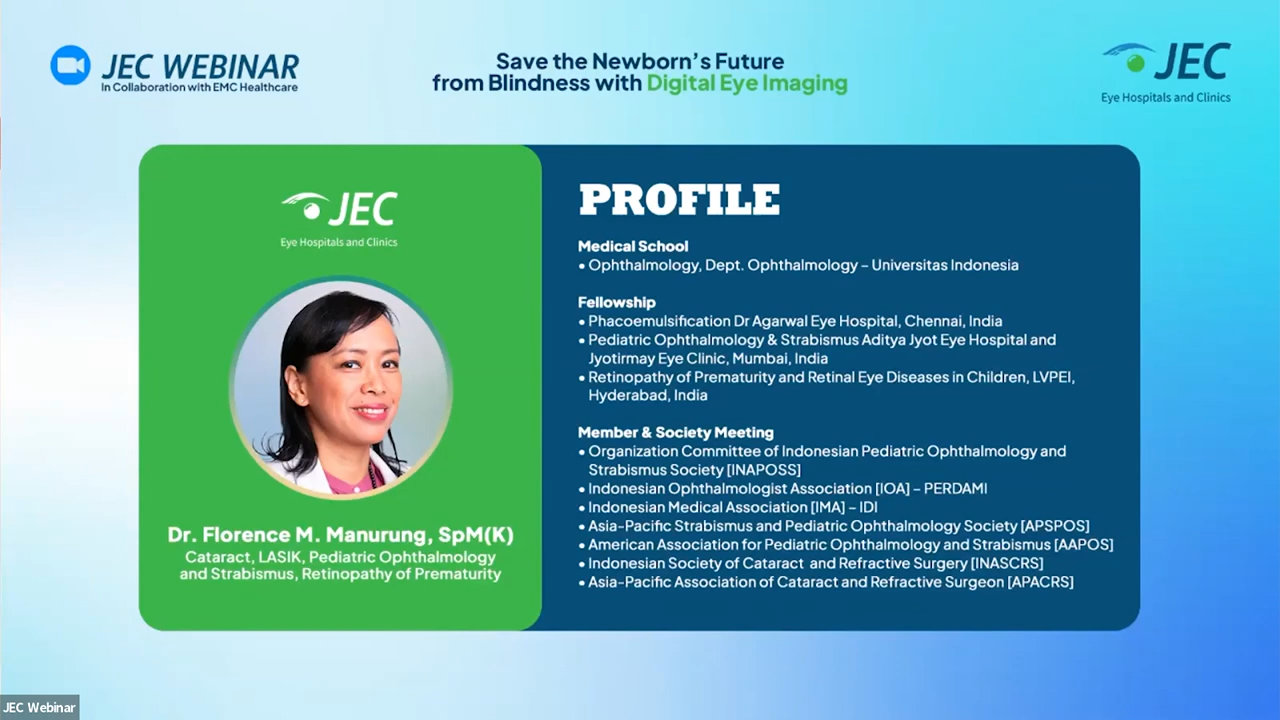 JEC WEBINAR
In Collaboration with EMC Healthcare
Save the Newborn's Future
from Blindness with Digital Eye Imaging
JEC
Eye Hospitals and Clinics
JEC
Eye Hospitals and Clinics
Dr. Florence M. Manurung, SpM(K)
Cataract, LASIK, Pediatric Ophthalmology
and Strabismus, Retinopathy of Prematurity
PROFILE
Medical School
• Ophthalmology, Dept. Ophthalmology – Universitas Indonesia
Fellowship
• Phacoemulsification Dr Agarwal Eye Hospital, Chennai, India
• Pediatric Ophthalmology & Strabismus Aditya Jyot Eye Hospital and
Jyotirmay Eye Clinic, Mumbai, India
• Retinopathy of Prematurity and Retinal Eye Diseases in Children, LVPEI,
Hyderabad, India
Member & Society Meeting
• Organization Committee of Indonesian Pediatric Ophthalmology and
Strabismus Society [INAPOSS]
• Indonesian Ophthalmologist Association [IOA] – PERDAMI
• Indonesian Medical Association [IMA] – IDI
• Asia-Pacific Strabismus and Pediatric Ophthalmology Society [APSPOS]
• American Association for Pediatric Ophthalmology and Strabismus [AAPOS]
• Indonesian Society of Cataract and Refractive Surgery [INASCRS]
• Asia-Pacific Association of Cataract and Refractive Surgeon [APACRS]
JEC Webinar